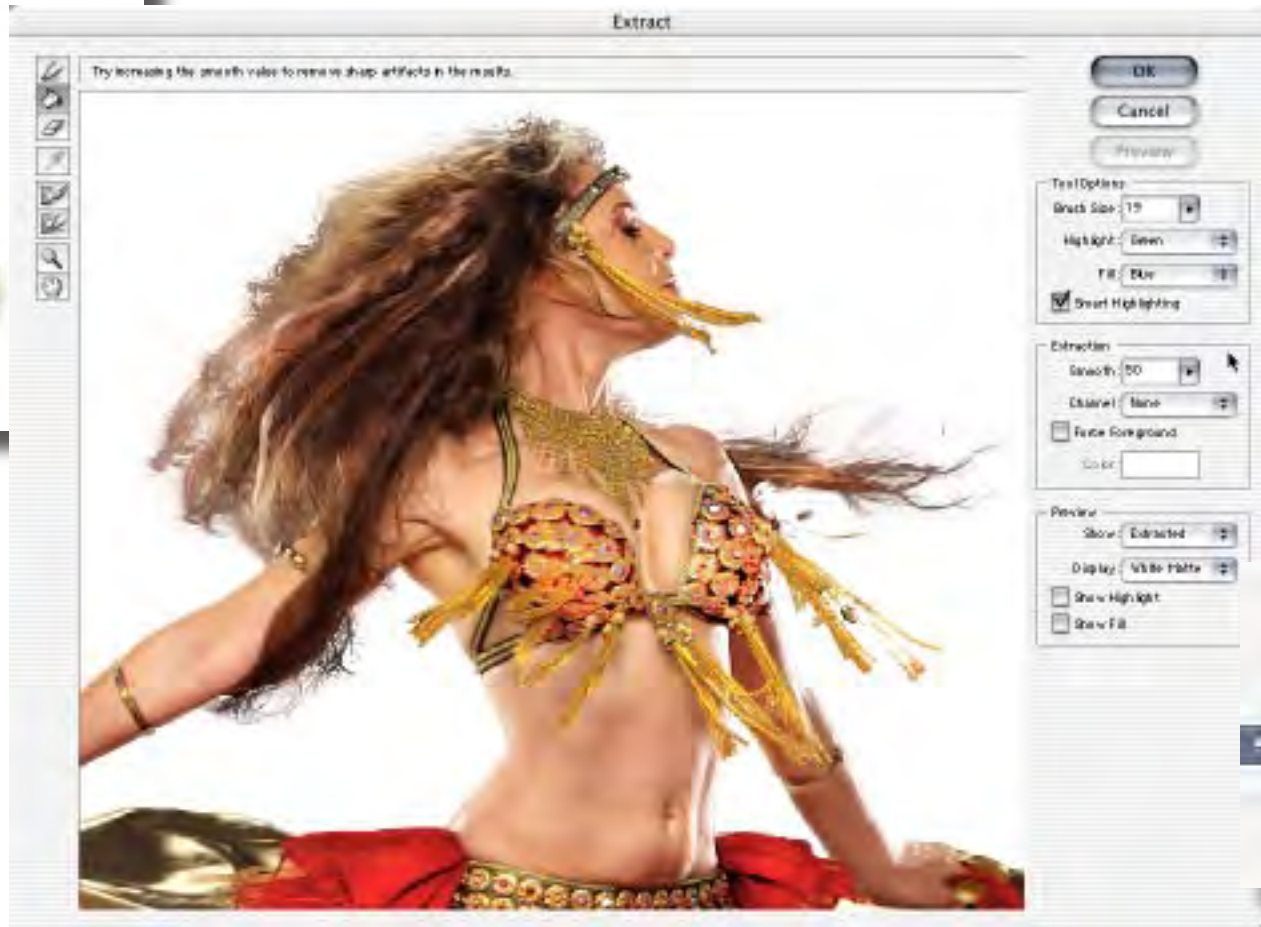 Extract
Try increasing the smooth value to remove sharp artifacts in the results.
OK
Cancel
Preview
Tool Options
Brush Size: 19
Highlight: Green
Fill: Blue
Smart Highlighting
Extraction
Smooth: 50
Channel: None
Force Foreground
Color:
Preview
Show: Extracted
Display: White Matte
Show Highlight
Show Fill